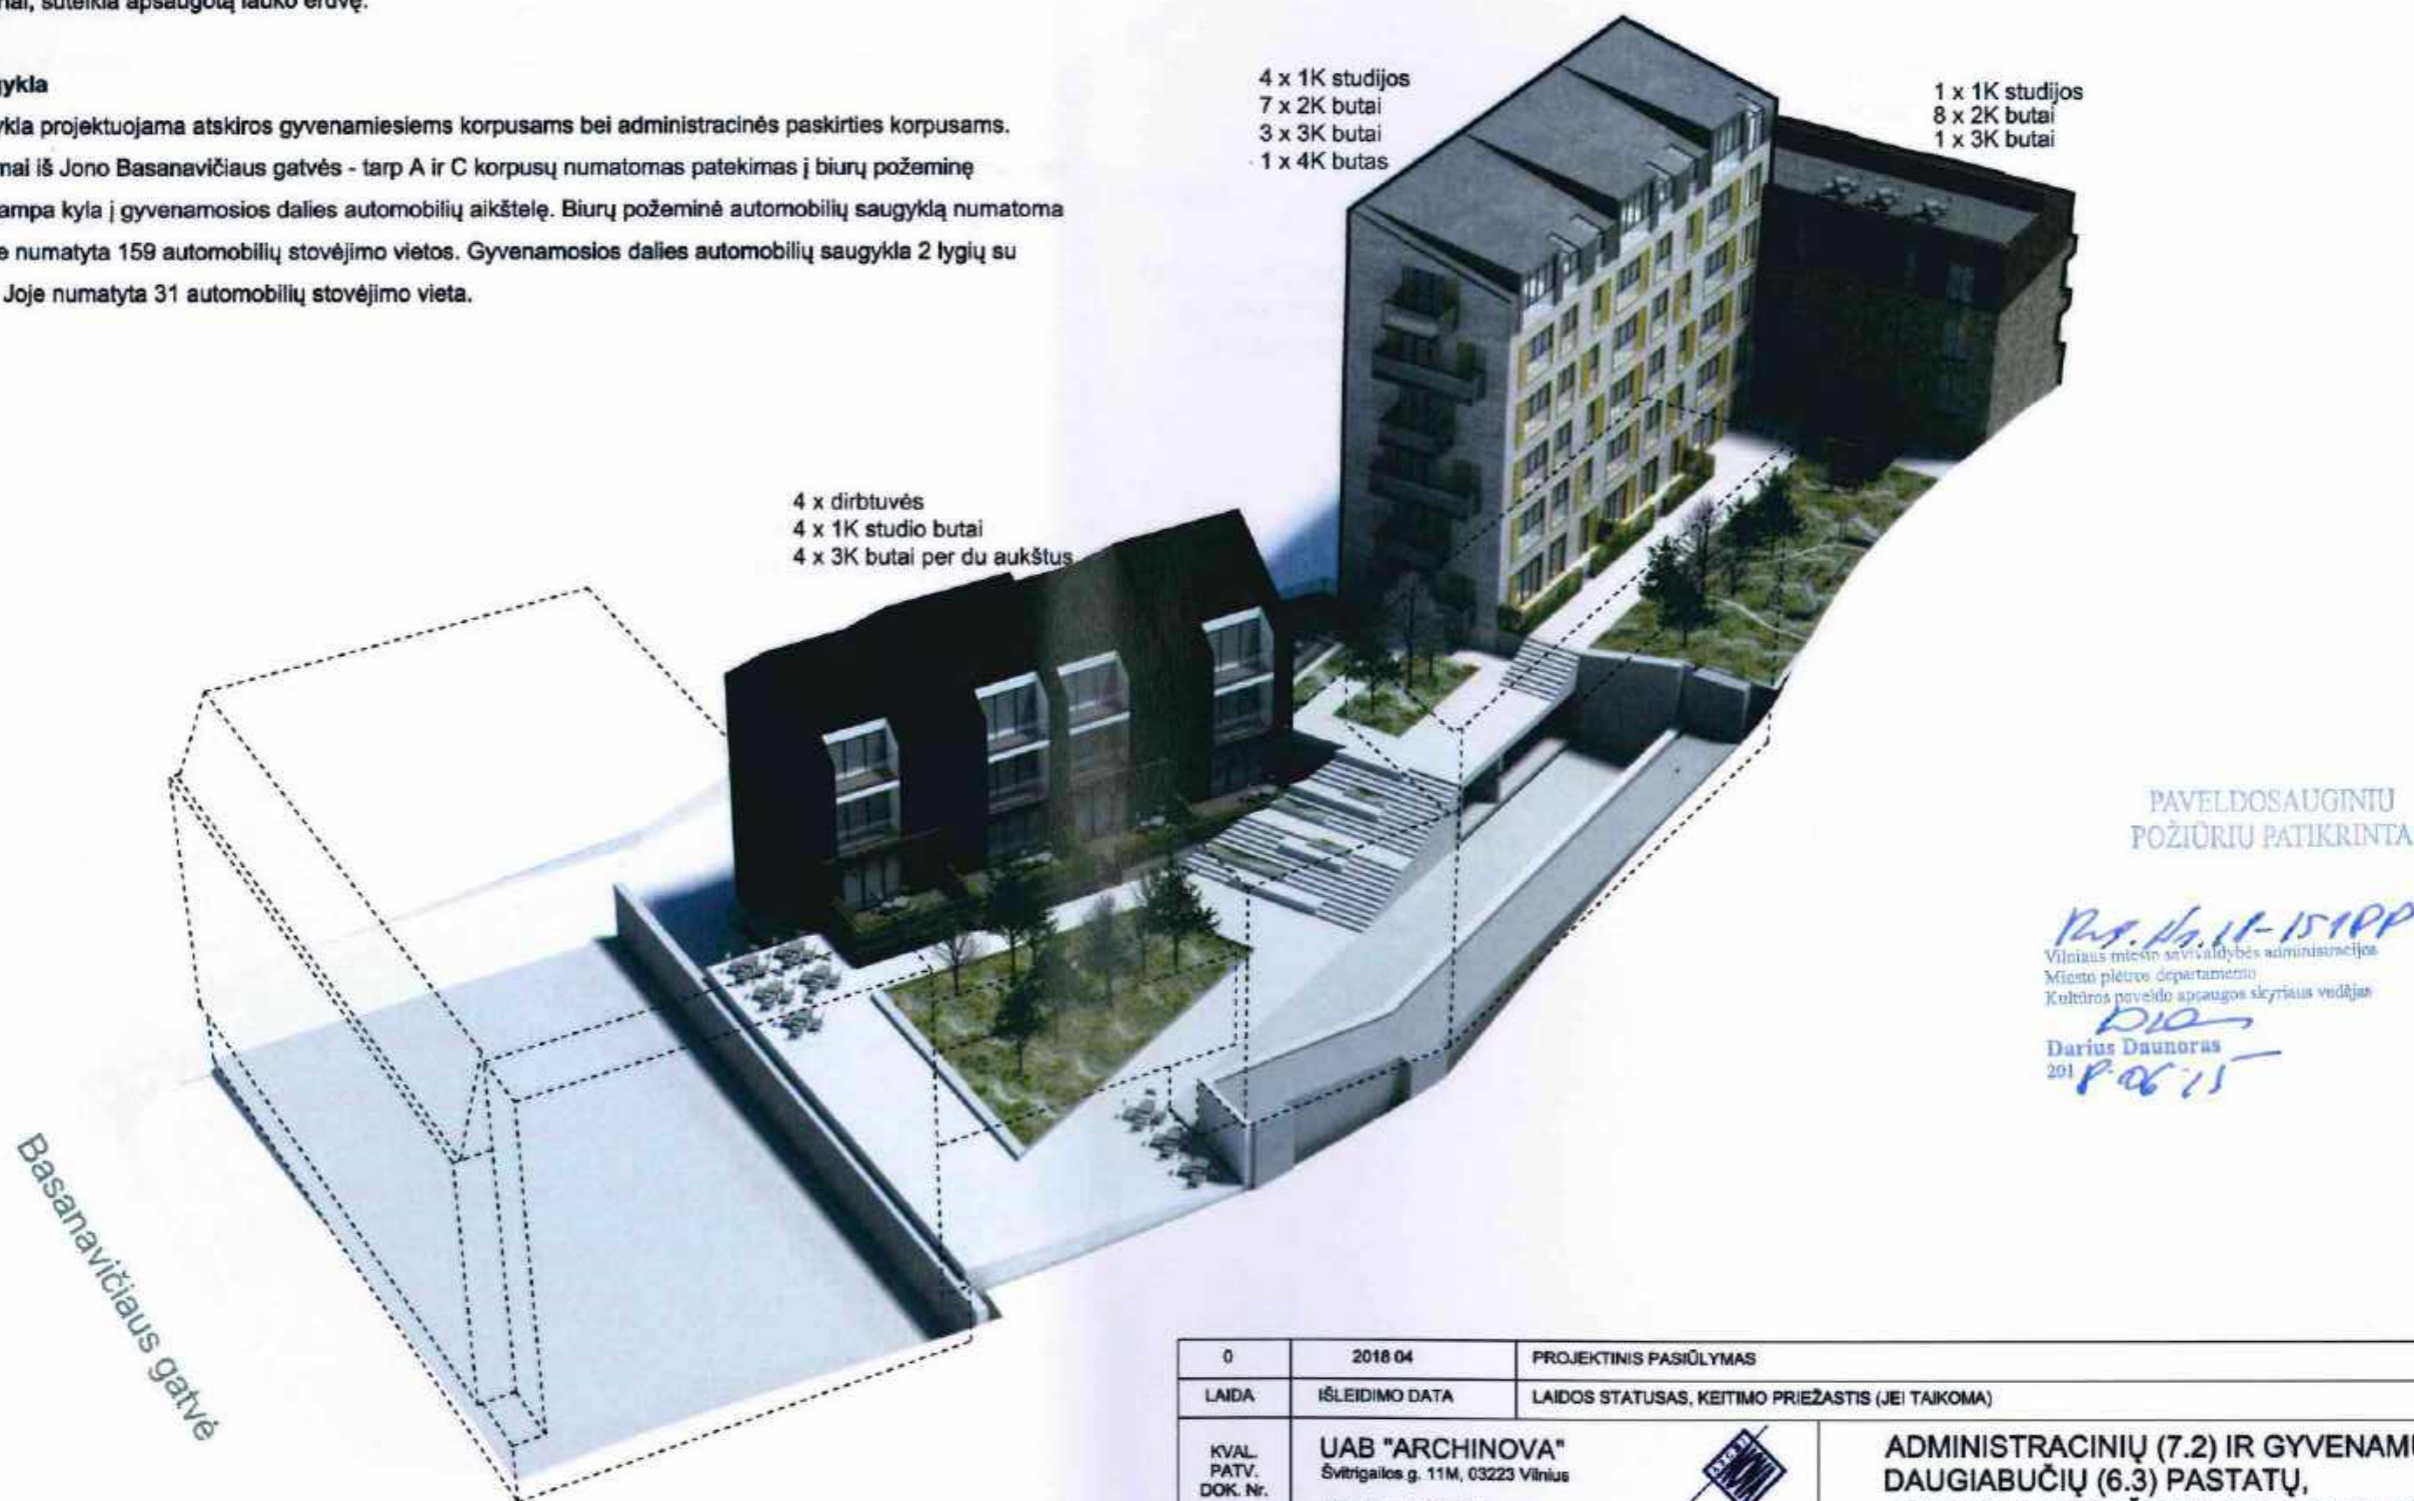 suteikia apsaugotą lauko erdvę.
projektuojama atskiros gyvenamiesiems korpusams bei administracinės paskirties korpusams.
iš Jono Basanavičiaus gatvės - tarp A ir C korpusų numatomas patekimas į biurų požeminę
kyla į gyvenamosios dalies automobilių aikštelę. Biurų požeminė automobilių saugyklą numatoma
numatyta 159 automobilių stovėjimo vietos. Gyvenamosios dalies automobilių saugykla 2 lygių su
Joje numatyta 31 automobilių stovėjimo vieta.
4 x 1K studijos
7 x 2K butai
3 x 3K butai
1 x 4K butas
1 x 1K studijos
8 x 2K butai
1 x 3K butai
4 x dirbtuvės
4 x 1K studio butai
4 x 3K butai per du aukštus
Basanavičiaus gatvė
PAVELDOSAUGINIU
POŽIŪRIU PATIKRINTA
Vilniaus miesto savivaldybės administracijos
Miesto plėtros departamento
Kultūros paveldo apsaugos skyriaus vedėjas
Darius Daunoras
2018-06-15
0 2018 04 PROJEKTINIS PASIŪLYMAS
LAIDA IŠLEIDIMO DATA LAIDOS STATUSAS, KEITIMO PRIEŽASTIS (JEI TAIKOMA)
KVAL. PATV. DOK. Nr.
UAB "ARCHINOVA"
Švitrigailos g. 11M, 03223 Vilnius
ADMINISTRACINIŲ (7.2) IR
DAUGIABUČIŲ (6.3) PASTATŲ,